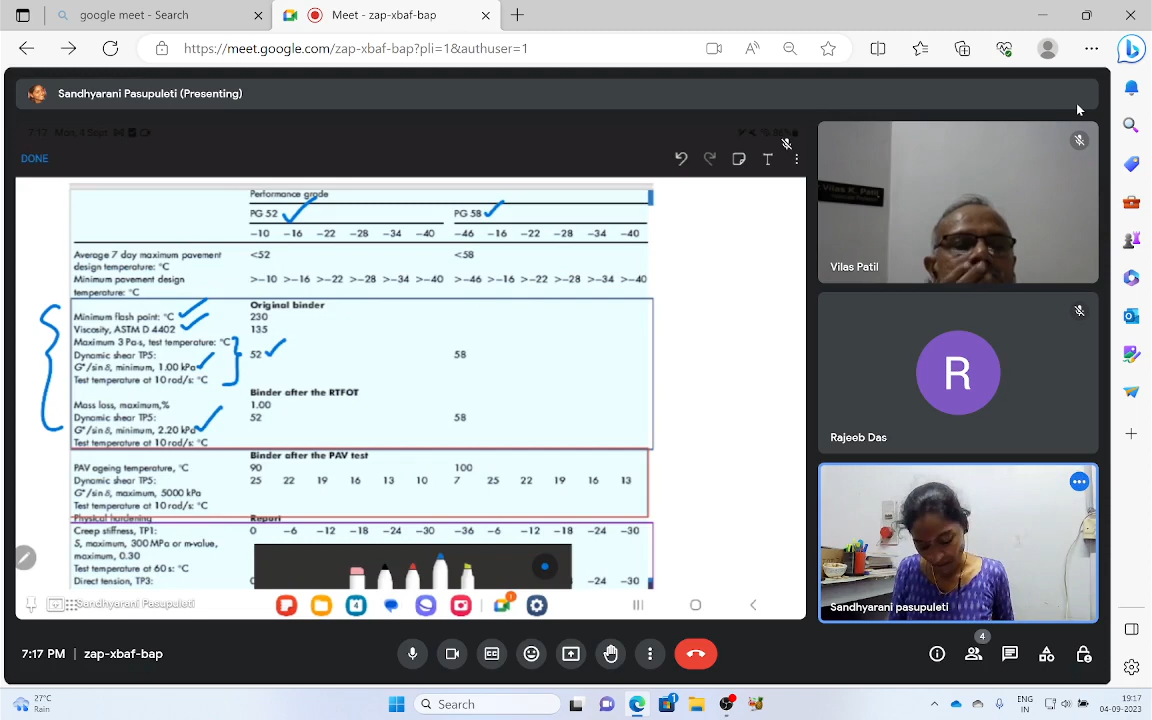 google meet - Search
Meet - zap-xbaf-bap
https://meet.google.com/zap-xbaf-bap?pli=1&authuser=1
Sandhyarani Pasupuleti (Presenting)
7:17 Mon, 4 Sept
DONE
T
Performance grade
PG 52 PG 58
−10 −16 −22 −28 −34 −40 −46 −16 −22 −28 −34 −40
Average 7 day maximum pavement <52 <58
design temperature: °C
Minimum pavement design >−10 >−16 >−22 >−28 >−34 >−40 >−46 >−16 >−22 >−28 >−34 >−40
temperature: °C
Original binder
Minimum flash point: °C 230
Viscosity, ASTM D 4402 135
Maximum 3 Pa·s, test temperature: °C
Dynamic shear TP5: 52 58
G*/sin δ, minimum, 1.00 kPa
Test temperature at 10 rad/s: °C
Binder after the RTFOT
Mass loss, maximum,% 1.00
Dynamic shear TP5: 52 58
G*/sin δ, minimum, 2.20 kPa
Test temperature at 10 rad/s: °C
Binder after the PAV test
PAV ageing temperature, °C 90 100
Dynamic shear TP5: 25 22 19 16 13 10 7 25 22 19 16 13
G*/sin δ, maximum, 5000 kPa
Test temperature at 10 rad/s: °C
Physical hardening Report
Creep stiffness, TP1: 0 −6 −12 −18 −24 −30 −36 −6 −12 −18 −24 −30
S, maximum, 300 MPa or m-value,
maximum, 0.30
Test temperature at 60 s: °C
Direct tension, TP3: −24 −30
Sandhyarani Pasupuleti
4
Vilas K. Patil
Vilas Patil
R
Rajeeb Das
Sandhyarani pasupuleti
7:17 PM | zap-xbaf-bap
4
27°C
Rain
Search
1
ENG
IN
19:17
04-09-2023